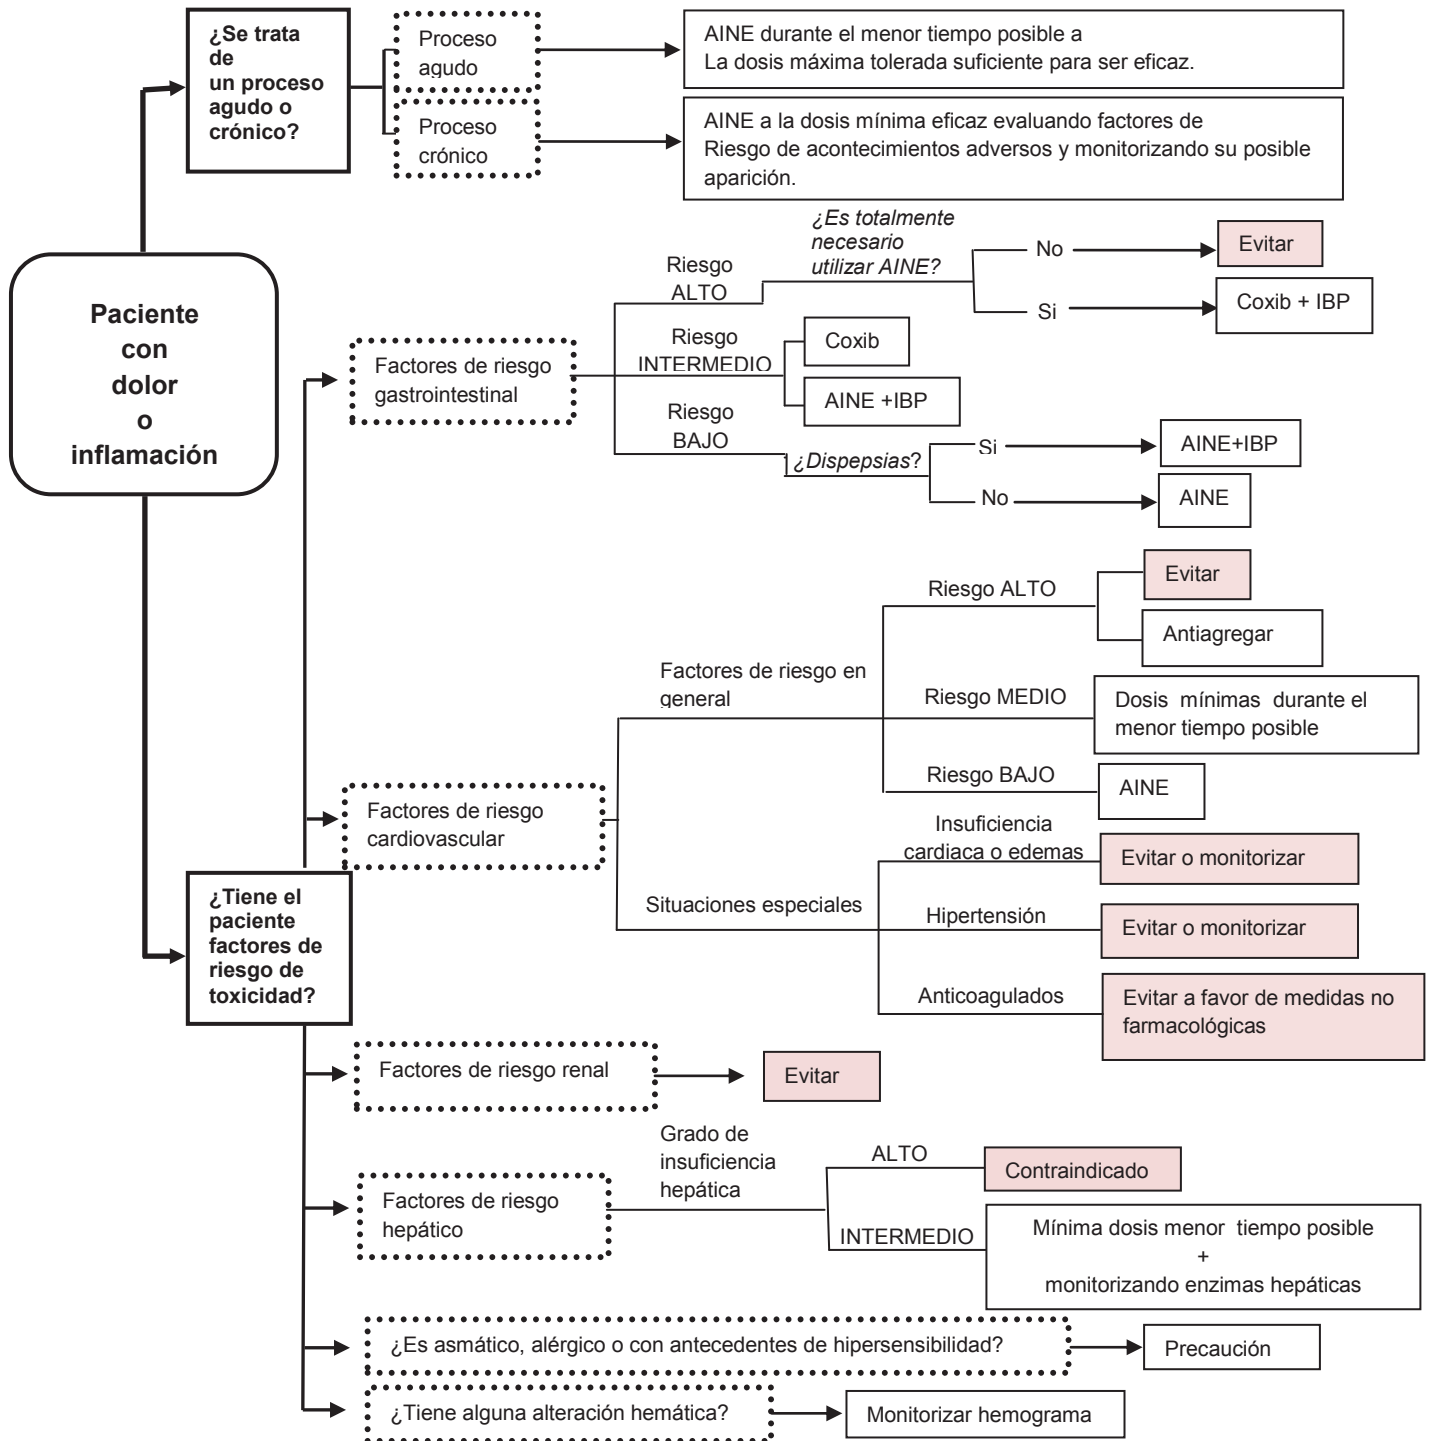 ¿Se trata
de
un proceso
agudo o
crónico?
Proceso
agudo
AINE durante el menor tiempo posible a
La dosis máxima tolerada suficiente para ser eficaz.
Proceso
crónico
AINE a la dosis mínima eficaz evaluando factores de
Riesgo de acontecimientos adversos y monitorizando su posible
aparición.
Paciente
con
dolor
o
inflamación
Factores de riesgo
gastrointestinal
Riesgo
ALTO
¿Es totalmente
necesario
utilizar AINE?
No
Evitar
Si
Coxib + IBP
Riesgo
INTERMEDIO
Coxib
AINE +IBP
Riesgo
BAJO
¿Dispepsias?
Si
AINE+IBP
No
AINE
¿Tiene el
paciente
factores de
riesgo de
toxicidad?
Factores de riesgo
cardiovascular
Factores de riesgo en
general
Riesgo ALTO
Evitar
Antiagregar
Riesgo MEDIO
Dosis mínimas durante el
menor tiempo posible
Riesgo BAJO
AINE
Situaciones especiales
Insuficiencia
cardiaca o edemas
Evitar o monitorizar
Hipertensión
Evitar o monitorizar
Anticoagulados
Evitar a favor de medidas no
farmacológicas
Factores de riesgo renal
Evitar
Factores de riesgo
hepático
Grado de
insuficiencia
hepática
ALTO
Contraindicado
INTERMEDIO
Mínima dosis menor tiempo posible
+
monitorizando enzimas hepáticas
¿Es asmático, alérgico o con antecedentes de hipersensibilidad?
Precaución
¿Tiene alguna alteración hemática?
Monitorizar hemograma